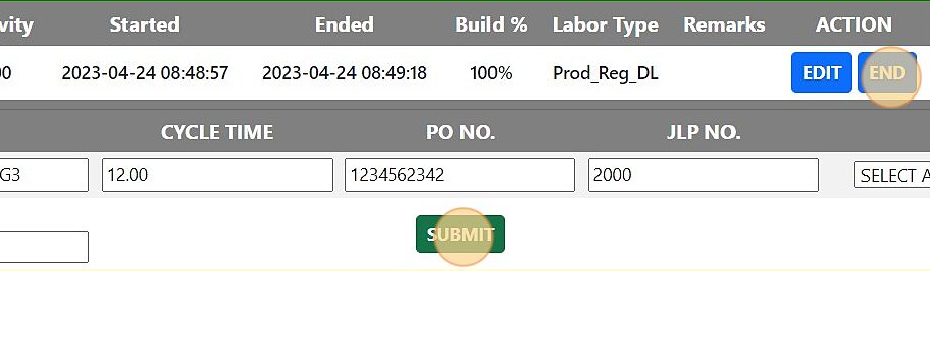 vity Started Ended Build % Labor Type Remarks ACTION
00 2023-04-24 08:48:57 2023-04-24 08:49:18 100% Prod_Reg_DL EDIT END
CYCLE TIME PO NO. JLP NO.
G3 12.00 1234562342 2000 SELECT A
SUBMIT